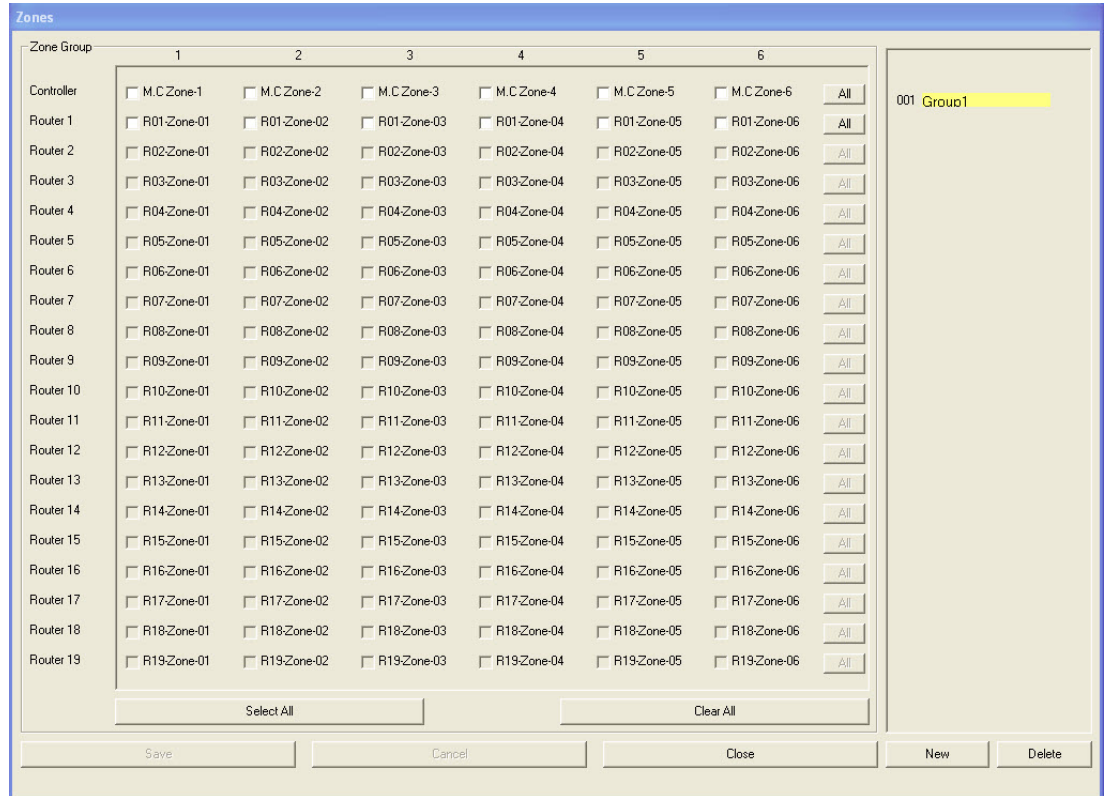 Zones
Zone Group
1 2 3 4 5 6
Controller M.C Zone-1 M.C Zone-2 M.C Zone-3 M.C Zone-4 M.C Zone-5 M.C Zone-6 All
001 Group1
Router 1 R01-Zone-01 R01-Zone-02 R01-Zone-03 R01-Zone-04 R01-Zone-05 R01-Zone-06 All
Router 2 R02-Zone-01 R02-Zone-02 R02-Zone-03 R02-Zone-04 R02-Zone-05 R02-Zone-06 All
Router 3 R03-Zone-01 R03-Zone-02 R03-Zone-03 R03-Zone-04 R03-Zone-05 R03-Zone-06 All
Router 4 R04-Zone-01 R04-Zone-02 R04-Zone-03 R04-Zone-04 R04-Zone-05 R04-Zone-06 All
Router 5 R05-Zone-01 R05-Zone-02 R05-Zone-03 R05-Zone-04 R05-Zone-05 R05-Zone-06 All
Router 6 R06-Zone-01 R06-Zone-02 R06-Zone-03 R06-Zone-04 R06-Zone-05 R06-Zone-06 All
Router 7 R07-Zone-01 R07-Zone-02 R07-Zone-03 R07-Zone-04 R07-Zone-05 R07-Zone-06 All
Router 8 R08-Zone-01 R08-Zone-02 R08-Zone-03 R08-Zone-04 R08-Zone-05 R08-Zone-06 All
Router 9 R09-Zone-01 R09-Zone-02 R09-Zone-03 R09-Zone-04 R09-Zone-05 R09-Zone-06 All
Router 10 R10-Zone-01 R10-Zone-02 R10-Zone-03 R10-Zone-04 R10-Zone-05 R10-Zone-06 All
Router 11 R11-Zone-01 R11-Zone-02 R11-Zone-03 R11-Zone-04 R11-Zone-05 R11-Zone-06 All
Router 12 R12-Zone-01 R12-Zone-02 R12-Zone-03 R12-Zone-04 R12-Zone-05 R12-Zone-06 All
Router 13 R13-Zone-01 R13-Zone-02 R13-Zone-03 R13-Zone-04 R13-Zone-05 R13-Zone-06 All
Router 14 R14-Zone-01 R14-Zone-02 R14-Zone-03 R14-Zone-04 R14-Zone-05 R14-Zone-06 All
Router 15 R15-Zone-01 R15-Zone-02 R15-Zone-03 R15-Zone-04 R15-Zone-05 R15-Zone-06 All
Router 16 R16-Zone-01 R16-Zone-02 R16-Zone-03 R16-Zone-04 R16-Zone-05 R16-Zone-06 All
Router 17 R17-Zone-01 R17-Zone-02 R17-Zone-03 R17-Zone-04 R17-Zone-05 R17-Zone-06 All
Router 18 R18-Zone-01 R18-Zone-02 R18-Zone-03 R18-Zone-04 R18-Zone-05 R18-Zone-06 All
Router 19 R19-Zone-01 R19-Zone-02 R19-Zone-03 R19-Zone-04 R19-Zone-05 R19-Zone-06 All
Select All Clear All
Save Cancel Close New Delete